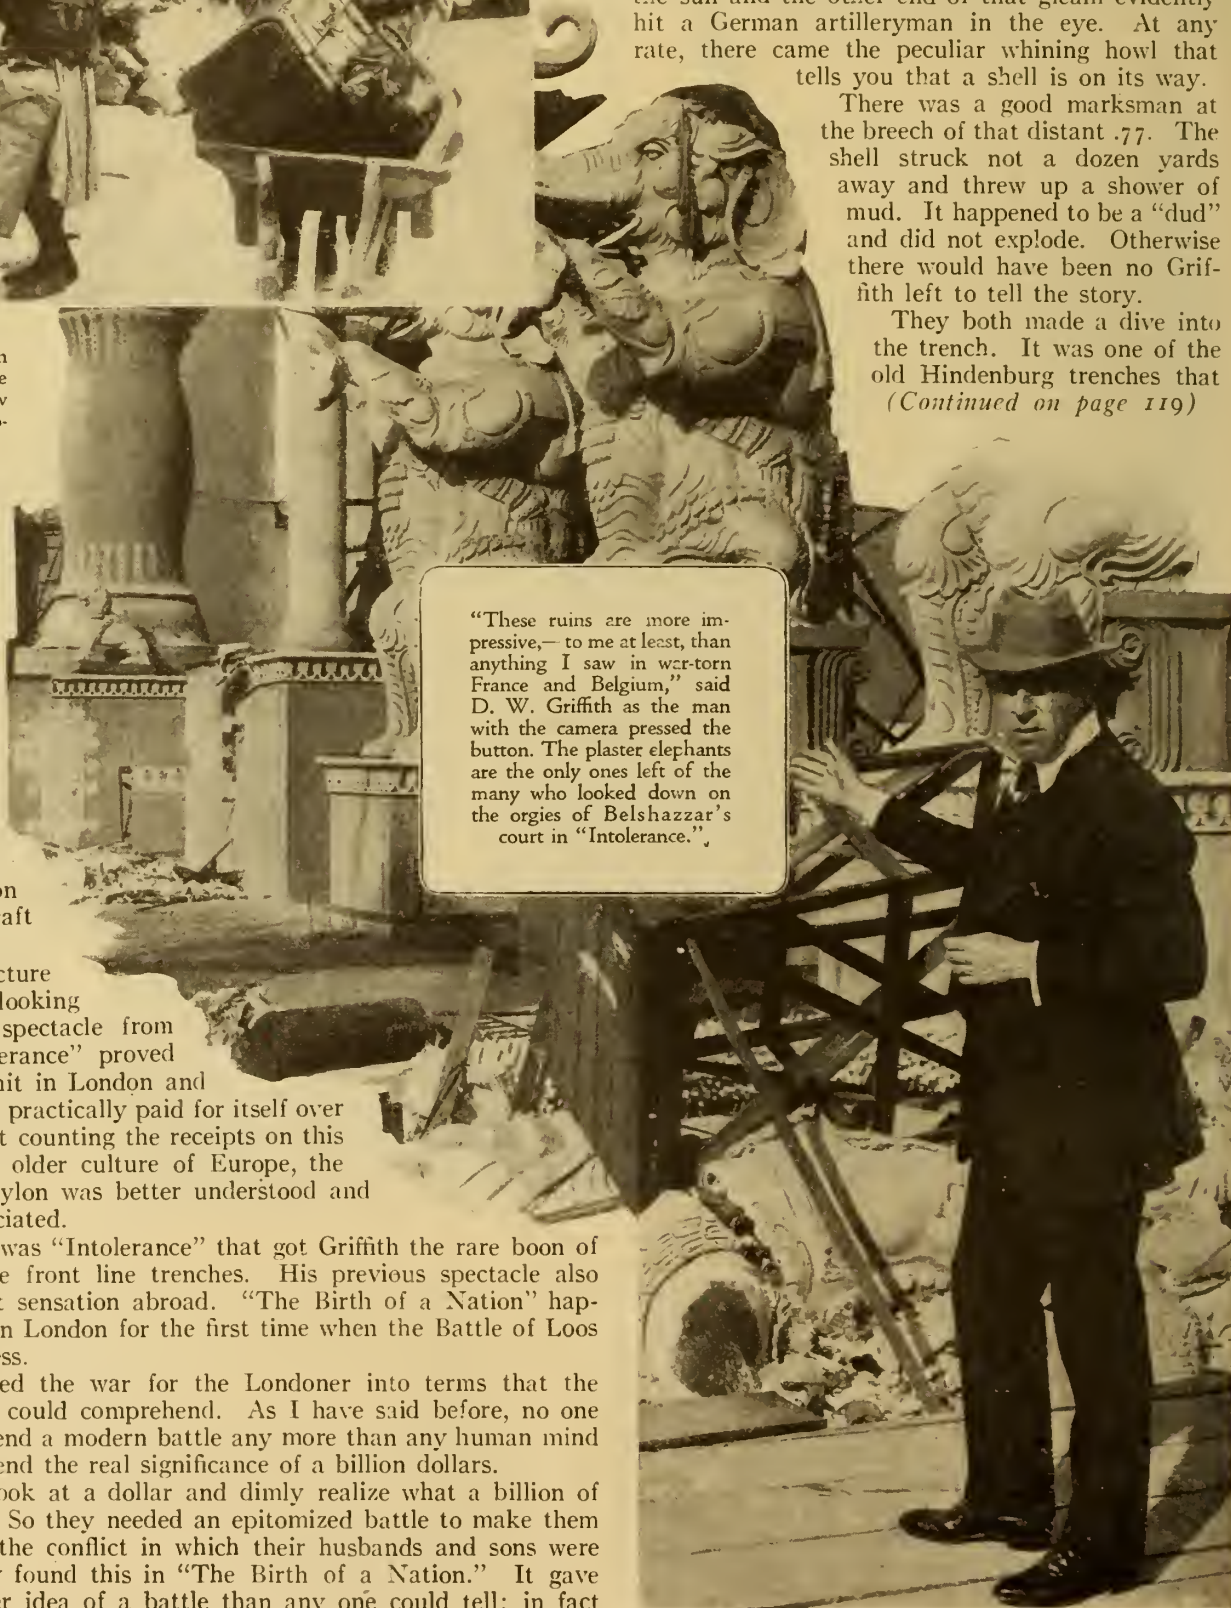 hit a German artilleryman in the eye. At any
rate, there came the peculiar whining howl that
tells you that a shell is on its way.
There was a good marksman at
the breech of that distant .77. The
shell struck not a dozen yards
away and threw up a shower of
mud. It happened to be a “dud”
and did not explode. Otherwise
there would have been no Grif-
fith left to tell the story.
They both made a dive into
the trench. It was one of the
old Hindenburg trenches that
(Continued on page 119)
“These ruins are more im-
pressive,— to me at least, than
anything I saw in war-torn
France and Belgium,” said
D. W. Griffith as the man
with the camera pressed the
button. The plaster elephants
are the only ones left of the
many who looked down on
the orgies of Belshazzar’s
court in “Intolerance.”
on
aft
cture
looking
spectacle from
erance” proved
hit in London and
practically paid for itself over
t counting the receipts on this
older culture of Europe, the
ylon was better understood and
ciated.
was “Intolerance” that got Griffith the rare boon of
e front line trenches. His previous spectacle also
t sensation abroad. “The Birth of a Nation” hap-
n London for the first time when the Battle of Loos
ss.
ed the war for the Londoner into terms that the
could comprehend. As I have said before, no one
end a modern battle any more than any human mind
end the real significance of a billion dollars.
ook at a dollar and dimly realize what a billion of
So they needed an epitomized battle to make them
the conflict in which their husbands and sons were
found this in “The Birth of a Nation.” It gave
r idea of a battle than any one could tell; in fact